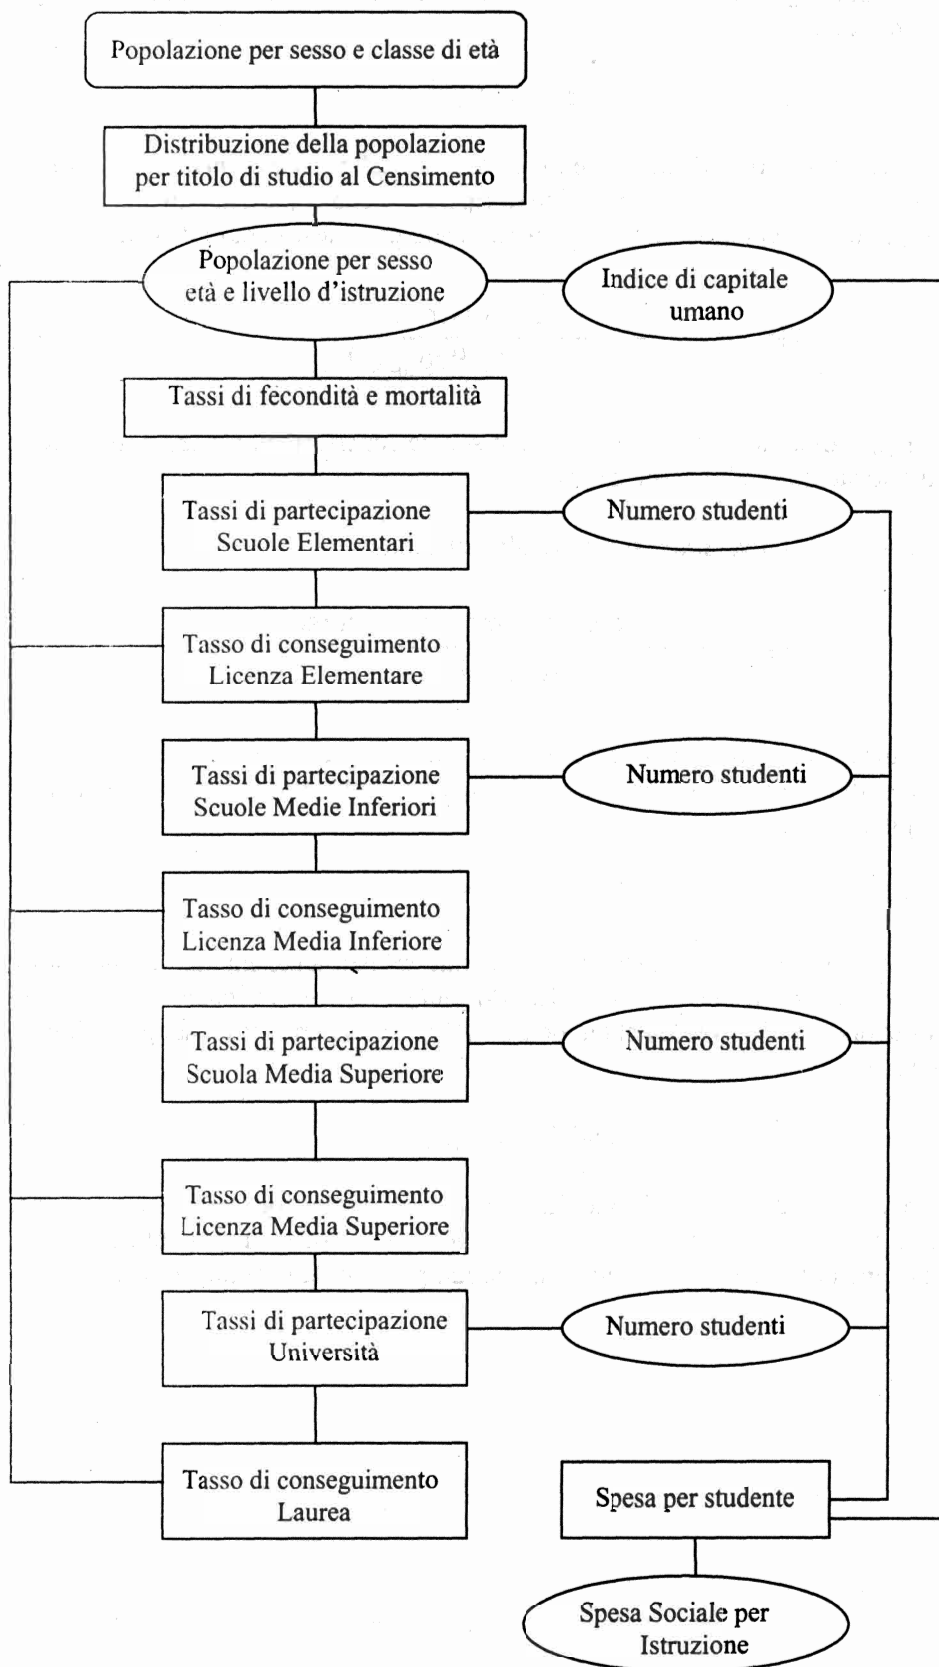 Popolazione per sesso e classe di età
Distribuzione della popolazione
per titolo di studio al Censimento
Popolazione per sesso
età e livello d'istruzione
Indice di capitale
umano
Tassi di fecondità e mortalità
Tassi di partecipazione
Scuole Elementari
Numero studenti
Tasso di conseguimento
Licenza Elementare
Tassi di partecipazione
Scuole Medie Inferiori
Numero studenti
Tasso di conseguimento
Licenza Media Inferiore
Tassi di partecipazione
Scuola Media Superiore
Numero studenti
Tasso di conseguimento
Licenza Media Superiore
Tassi di partecipazione
Università
Numero studenti
Tasso di conseguimento
Laurea
Spesa per studente
Spesa Sociale per
Istruzione